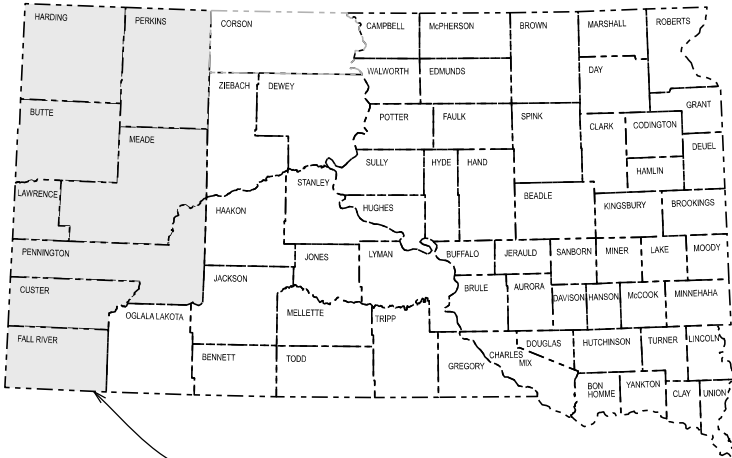 HARDING
PERKINS
CORSON
CAMPBELL
McPHERSON
BROWN
MARSHALL
ROBERTS
WALWORTH
EDMUNDS
DAY
BUTTE
ZIEBACH
DEWEY
POTTER
FAULK
SPINK
GRANT
CLARK
CODINGTON
MEADE
DEUEL
SULLY
HYDE
HAND
HAMLIN
LAWRENCE
STANLEY
BEADLE
HAAKON
HUGHES
KINGSBURY
BROOKINGS
PENNINGTON
JONES
LYMAN
BUFFALO
JERAULD
SANBORN
MINER
LAKE
MOODY
CUSTER
JACKSON
BRULE
AURORA
DAVISON
HANSON
McCOOK
MINNEHAHA
OGLALA LAKOTA
MELLETTE
TRIPP
FALL RIVER
BENNETT
TODD
GREGORY
CHARLES
MIX
DOUGLAS
HUTCHINSON
TURNER
LINCOLN
BON
HOMME
YANKTON
CLAY
UNION